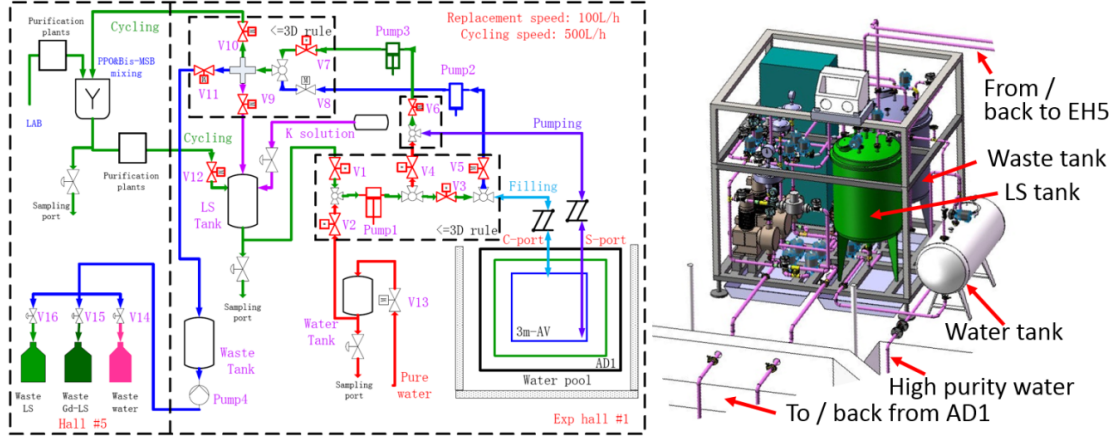 Purification
plants
Cycling
V10
<=3D rule
Replacement speed: 100L/h
Cycling speed: 500L/h
PPO&Bis-MSB
mixing
V7
Pump3
Pump2
V11
V9
V8
LAB
V6
K solution
Pumping
Cycling
Purification
plants
V12
LS
Tank
V1
V4
V5
V3
Filling
Sampling
port
V2
Pump1
<=3D rule
C-port
S-port
Sampling
port
V13
Water
Tank
3m-AV
AD1
Water pool
V16
V15
V14
Waste
Tank
Pump4
Sampling
port
Pure
water
Waste
LS
Waste
Gd-LS
Waste
water
Hall #5
Exp hall #1
From /
back to EH5
Waste tank
LS tank
Water tank
High purity water
To / back from AD1